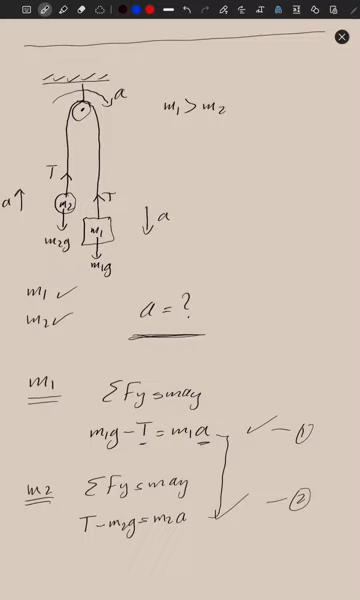 a
m₁ > m₂
T
T
a
m₂
m₁
a
m₂g
m₁g
m₁ ✓
m₂ ✓
a = ?
m₁
ΣFy = may
m₁g - T = m₁a ✓ - ①
m₂
ΣFy = may
T - m₂g = m₂a ✓ - ②